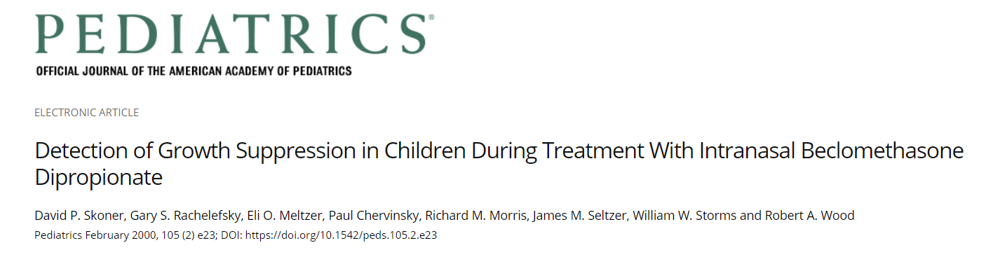 PEDIATRICS®
OFFICIAL JOURNAL OF THE AMERICAN ACADEMY OF PEDIATRICS
ELECTRONIC ARTICLE
Detection of Growth Suppression in Children During Treatment With Intranasal Beclomethasone
Dipropionate
David P. Skoner, Gary S. Rachelefsky, Eli O. Meltzer, Paul Chervinsky, Richard M. Morris, James M. Seltzer, William W. Storms and Robert A. Wood
Pediatrics February 2000, 105 (2) e23; DOI: https://doi.org/10.1542/peds.105.2.e23